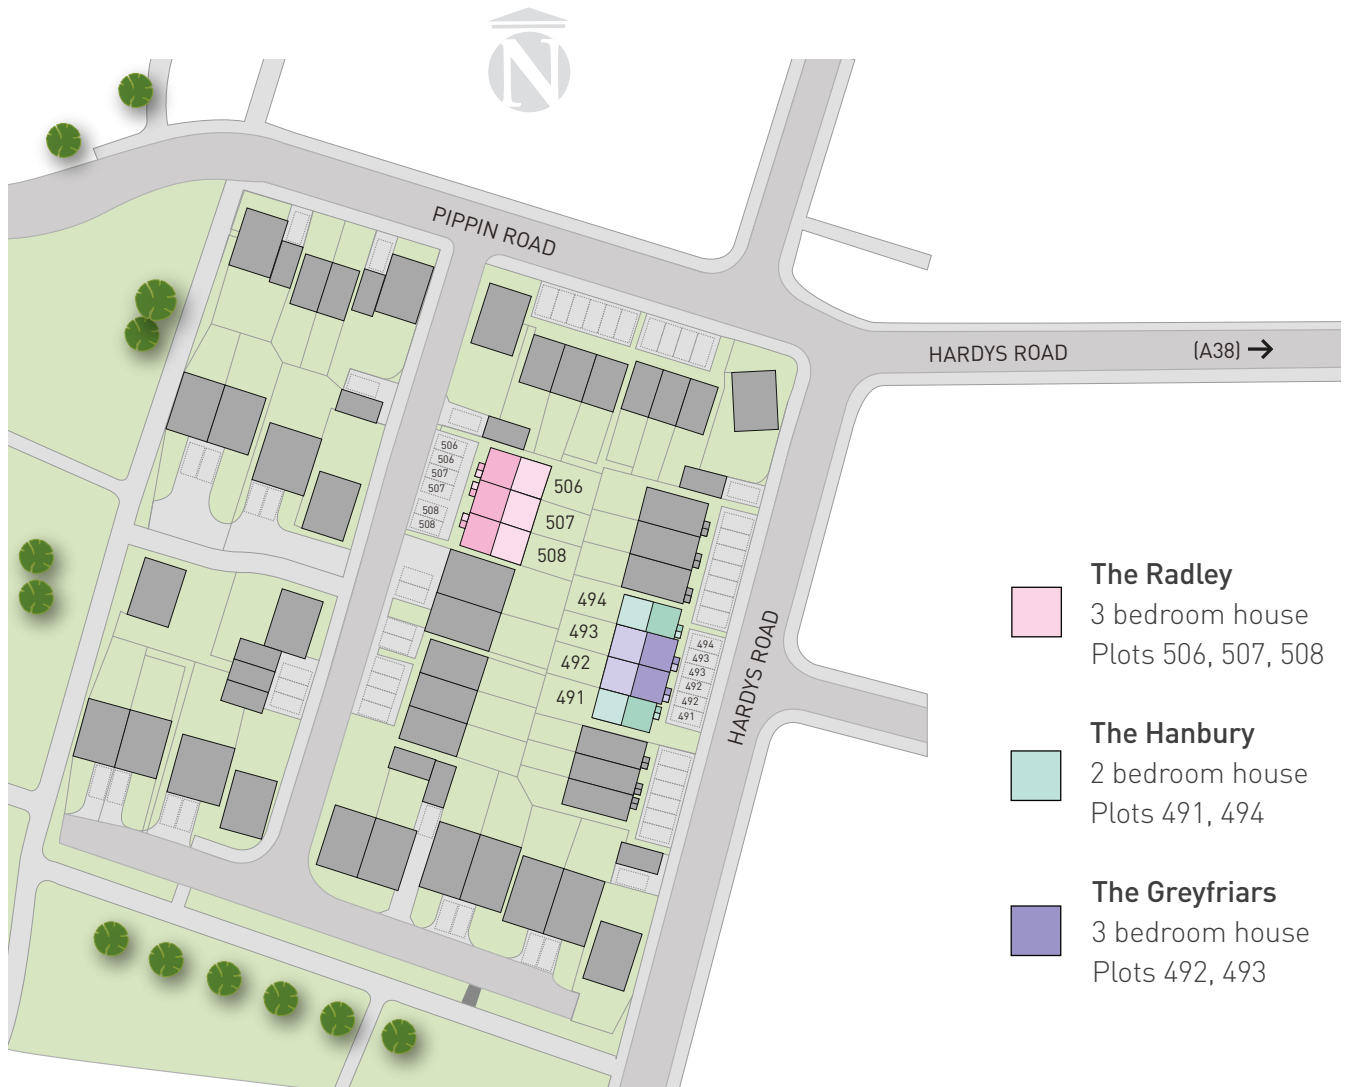 N
PIPPIN ROAD
HARDYS ROAD
(A38)
506
506
507
507
508
508
506
507
508
494
493
492
491
494
493
493
492
492
491
HARDYS ROAD
The Radley
3 bedroom house
Plots 506, 507, 508
The Hanbury
2 bedroom house
Plots 491, 494
The Greyfriars
3 bedroom house
Plots 492, 493